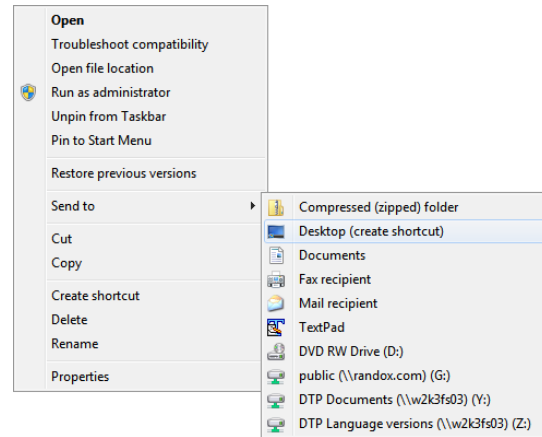 Open
Troubleshoot compatibility
Open file location
Run as administrator
Unpin from Taskbar
Pin to Start Menu
Restore previous versions
Send to
Cut
Copy
Create shortcut
Delete
Rename
Properties
Compressed (zipped) folder
Desktop (create shortcut)
Documents
Fax recipient
Mail recipient
TextPad
DVD RW Drive (D:)
public (\\randox.com) (G:)
DTP Documents (\\w2k3fs03) (Y:)
DTP Language versions (\\w2k3fs03) (Z:)